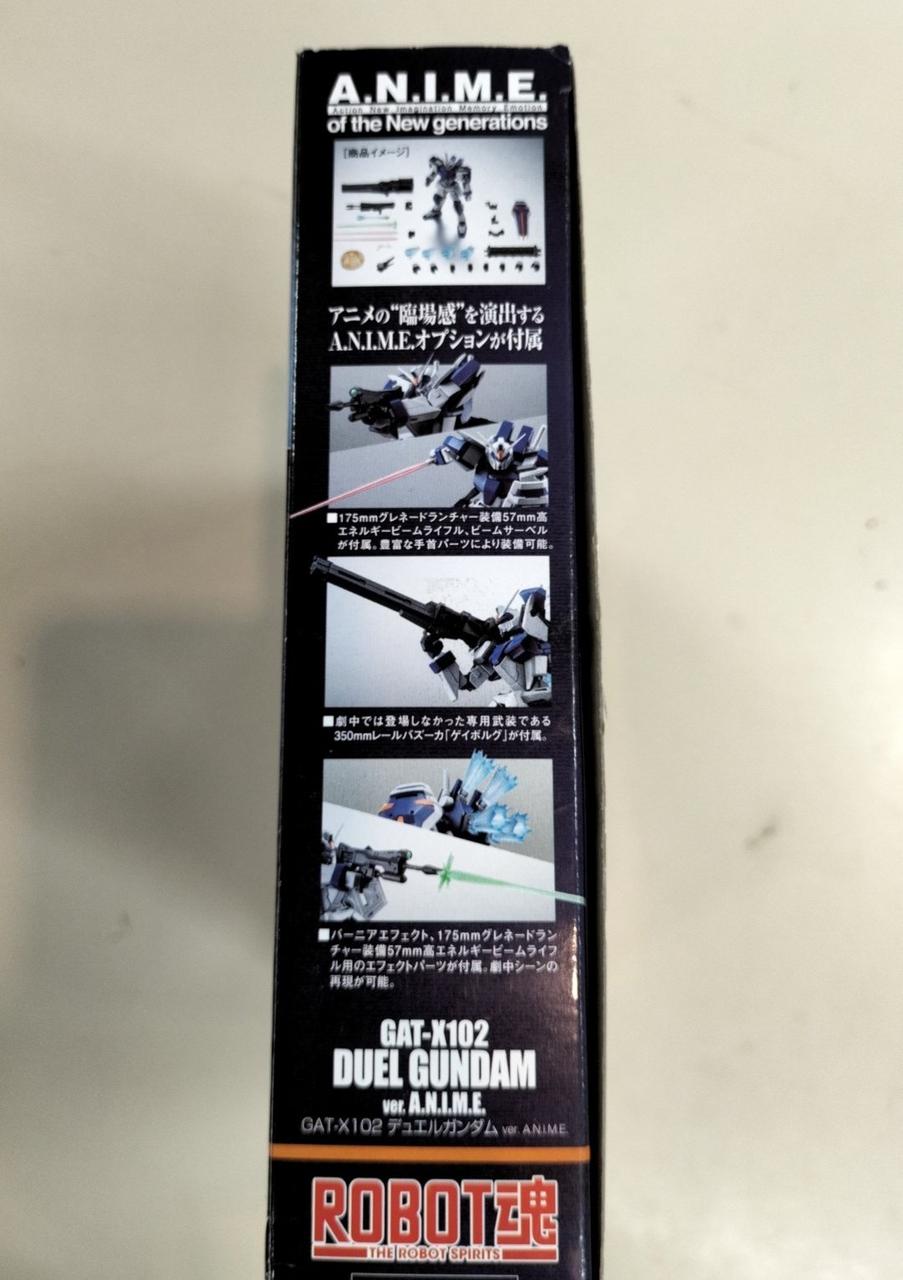 A.N.I.M.E.
Action New Imagination Memory Emotion
of the New generations
[商品イメージ]
アニメの“臨場感”を演出する
A.N.I.M.E.オプションが付属
■175mmグレネードランチャー装備57mm高
エネルギービームライフル、ビームサーベル
が付属。豊富な手首パーツにより装備可能。
■劇中では登場しなかった専用武装である
350mmレールバズーカ「ゲイボルグ」が付属。
■バーニアエフェクト、175mmグレネードラン
チャー装備57mm高エネルギービームライフ
ル用のエフェクトパーツが付属。劇中シーンの
再現が可能。
GAT-X102
DUEL GUNDAM
ver. A.N.I.M.E.
GAT-X102 デュエルガンダム ver. A.N.I.M.E.
ROBOT魂
THE ROBOT SPIRITS